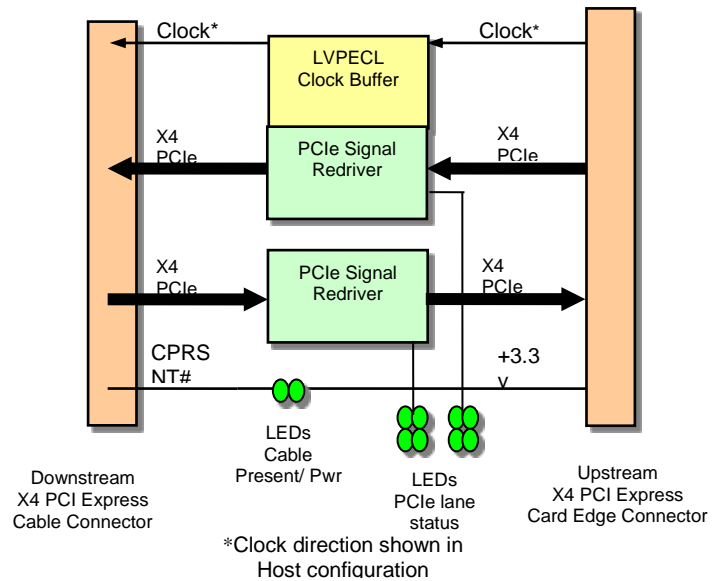 Clock*
Clock*
LVPECL
Clock Buffer
X4
PCIe
PCIe Signal
Redriver
X4
PCIe
X4
PCIe
PCIe Signal
Redriver
X4
PCIe
CPRS
NT#
+3.3
v
LEDs
Cable
Present/ Pwr
LEDs
PCIe lane
status
Downstream
X4 PCI Express
Cable Connector
Upstream
X4 PCI Express
Card Edge Connector
*Clock direction shown in
Host configuration